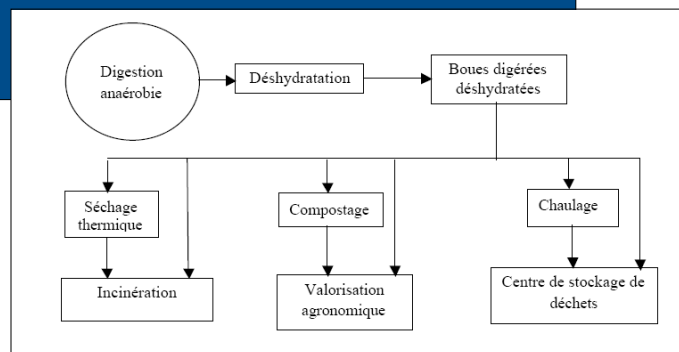 Digestion
anaérobie
Déshydratation
Boues digérées
déshydratées
Séchage
thermique
Compostage
Chaulage
Incinération
Valorisation
agronomique
Centre de stockage de
déchets